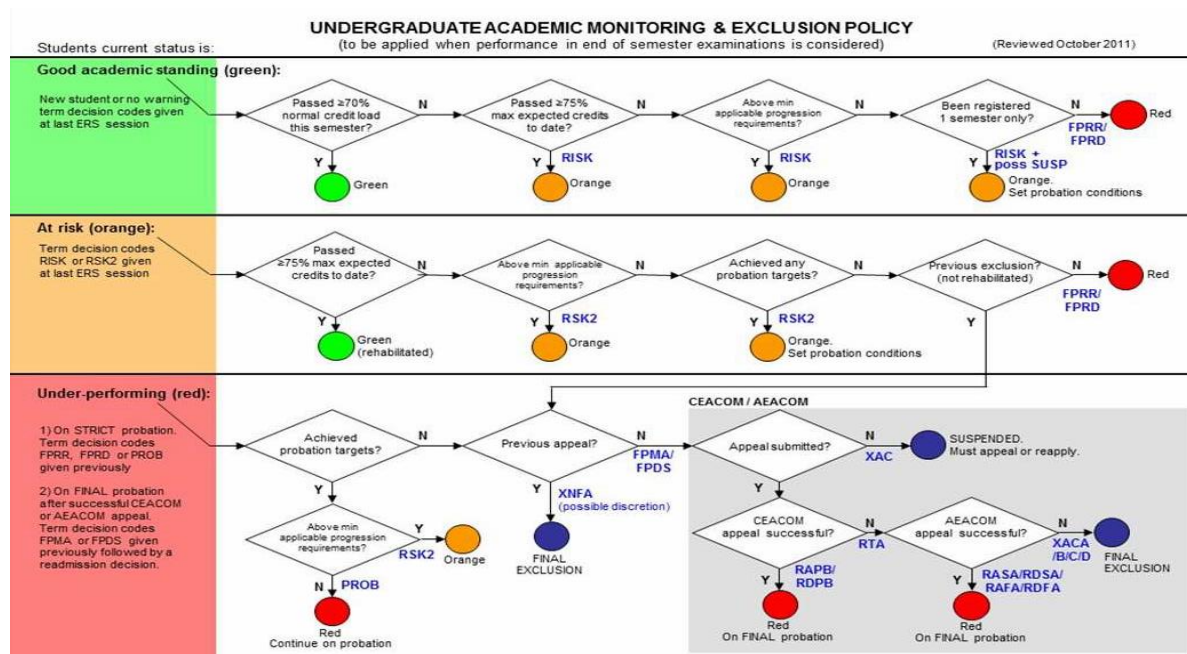 UNDERGRADUATE ACADEMIC MONITORING & EXCLUSION POLICY
(to be applied when performance in end of semester examinations is considered)
(Reviewed October 2011)
Students current status is:
Good academic standing (green):
New student or no warning
term decision codes given
at last ERS session
Passed ≥70%
normal credit load
this semester?
N
Y
Green
Passed ≥75%
max expected credits
to date?
N
Y
RISK
Orange
Above min
applicable progression
requirements?
N
Y
RISK
Orange
Been registered
1 semester only?
N
FPRR/
FPRD
Red
Y
RISK +
poss SUSP
Orange.
Set probation conditions
At risk (orange):
Term decision codes
RISK or RSK2 given
at last ERS session
Passed
≥75% max expected
credits to date?
N
Y
Green
(rehabilitated)
Above min applicable
progression
requirements?
N
Y
RSK2
Orange
Achieved any
probation targets?
N
Y
RSK2
Orange.
Set probation conditions
Previous exclusion?
(not rehabilitated)
N
FPRR/
FPRD
Red
Y
Under-performing (red):
1) On STRICT probation.
Term decision codes
FPRR, FPRD or PROB
given previously
2) On FINAL probation
after successful CEACOM
or AEACOM appeal.
Term decision codes
FPMA or FPDS given
previously followed by a
readmission decision.
Achieved
probation targets?
N
Y
Above min
applicable progression
requirements?
Y
RSK2
Orange
N
PROB
Red
Continue on probation
Previous appeal?
N
FPMA/
FPDS
Y
XNFA
(possible discretion)
FINAL
EXCLUSION
CEACOM / AEACOM
Appeal submitted?
N
XAC
SUSPENDED.
Must appeal or reapply.
Y
CEACOM
appeal successful?
N
RTA
Y
RAPB/
RDPB
Red
On FINAL probation
AEACOM
appeal successful?
N
XACA
/B/C/D
FINAL
EXCLUSION
Y
RASA/RDSA/
RAFA/RDFA
Red
On FINAL probation